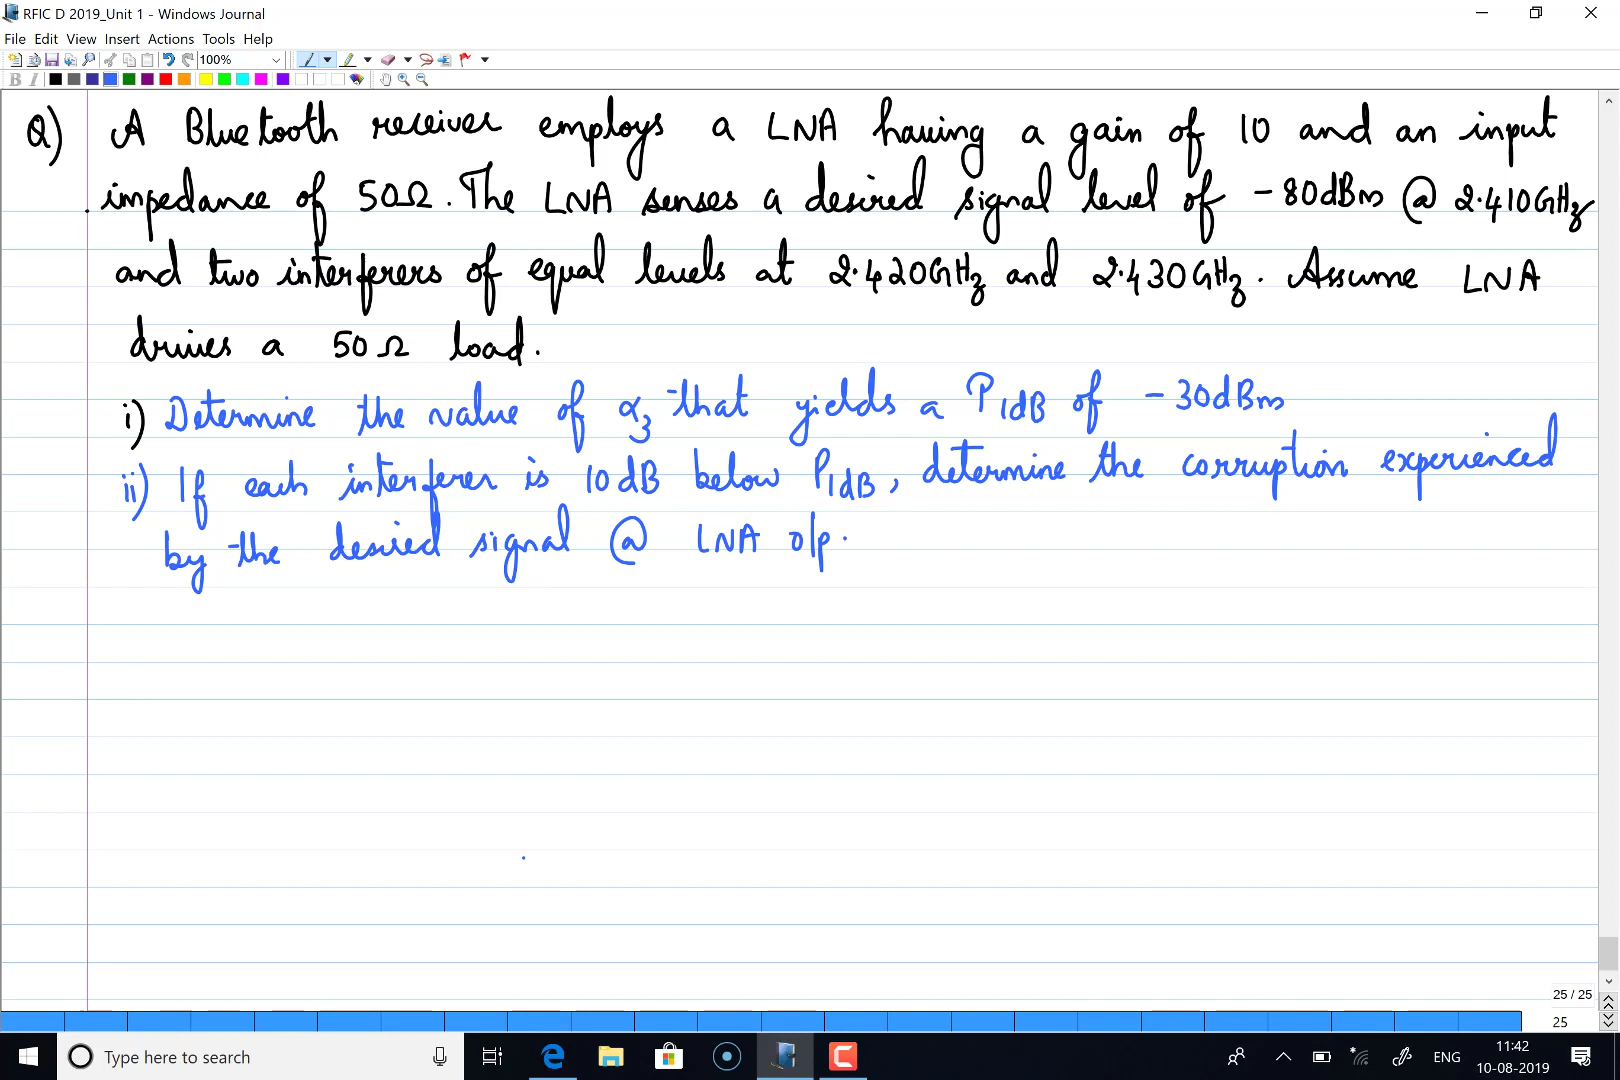 RFIC D 2019_Unit 1 - Windows Journal
File Edit View Insert Actions Tools Help
100%
B I
Q) A Bluetooth receiver employs a LNA having a gain of 10 and an input
impedance of 50Ω. The LNA senses a desired signal level of -80dBm @ 2.410GHz
and two interferers of equal levels at 2.420GHz and 2.430GHz. Assume LNA
drives a 50Ω load.
i) Determine the value of α₃ that yields a P₁dB of -30dBm
ii) If each interferer is 10dB below P₁dB, determine the corruption experienced
by the desired signal @ LNA o/p.
25 / 25
25
Type here to search
ENG
11:42
10-08-2019